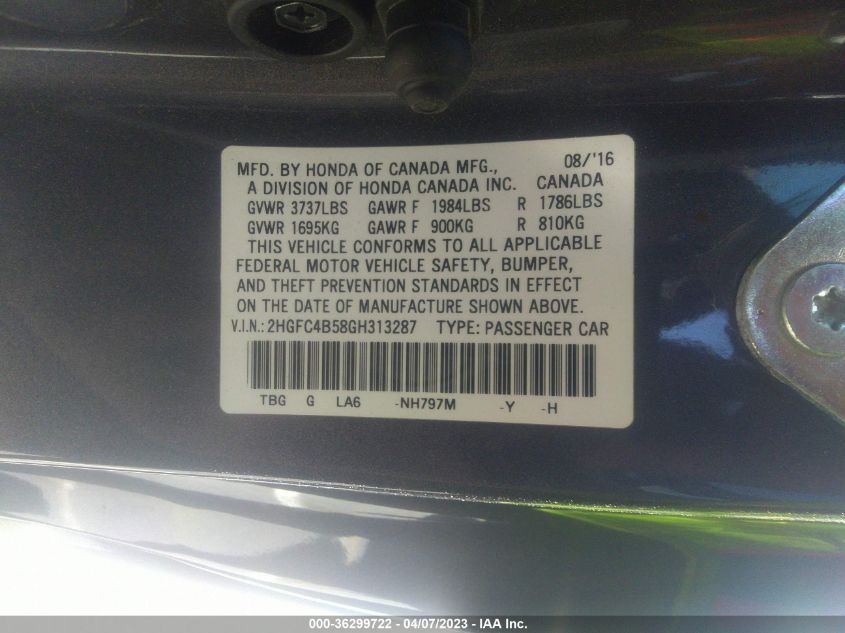 MFD. BY HONDA OF CANADA MFG., 08/'16
A DIVISION OF HONDA CANADA INC. CANADA
GVWR 3737LBS GAWR F 1984LBS R 1786LBS
GVWR 1695KG GAWR F 900KG R 810KG
THIS VEHICLE CONFORMS TO ALL APPLICABLE
FEDERAL MOTOR VEHICLE SAFETY, BUMPER,
AND THEFT PREVENTION STANDARDS IN EFFECT
ON THE DATE OF MANUFACTURE SHOWN ABOVE.
V.I.N.: 2HGFC4B58GH313287 TYPE: PASSENGER CAR
TBG G LA6 -NH797M -Y -H
000-36299722 - 04/07/2023 - IAA Inc.